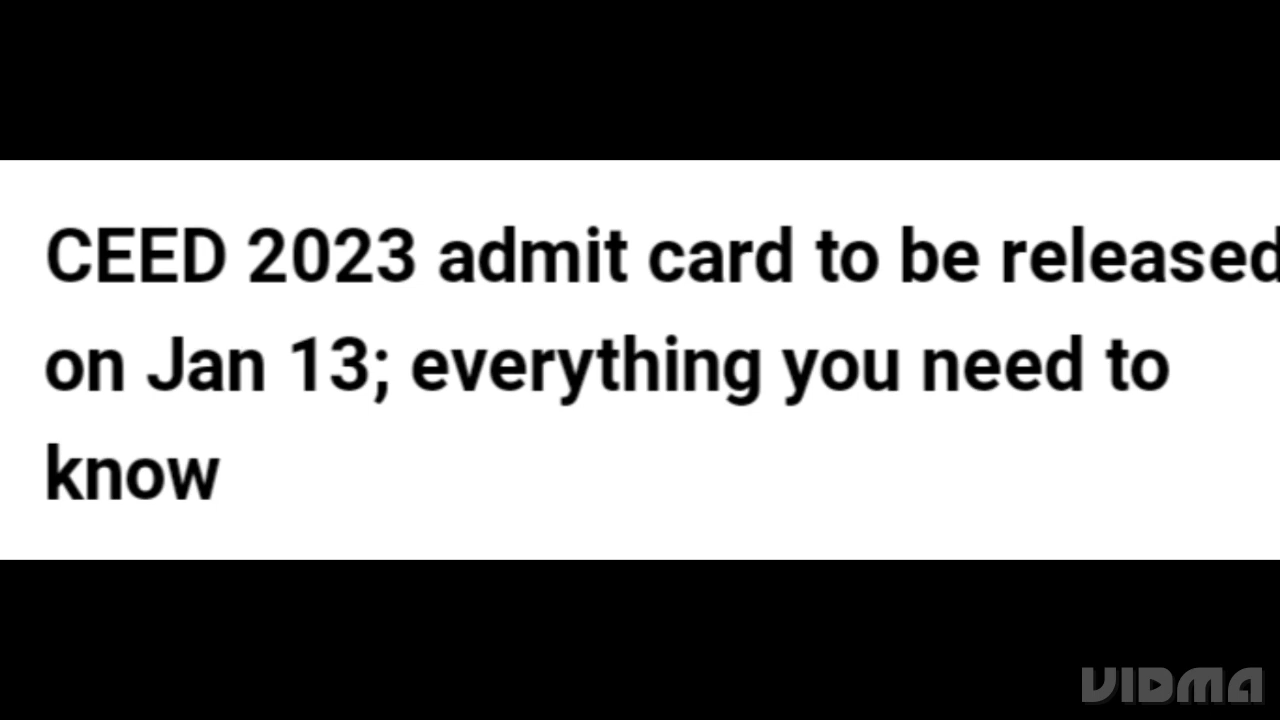 CEED 2023 admit card to be released
on Jan 13; everything you need to
know
VIDMA